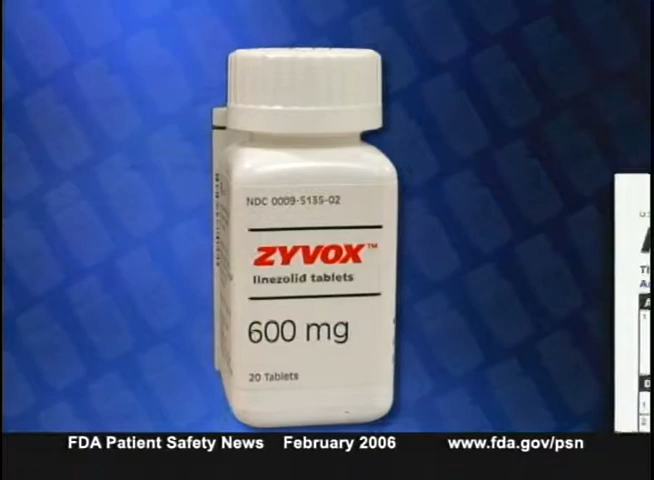 NDC 0009-5135-02
ZYVOX™
linezolid tablets
600 mg
20 Tablets
FDA Patient Safety News February 2006 www.fda.gov/psn